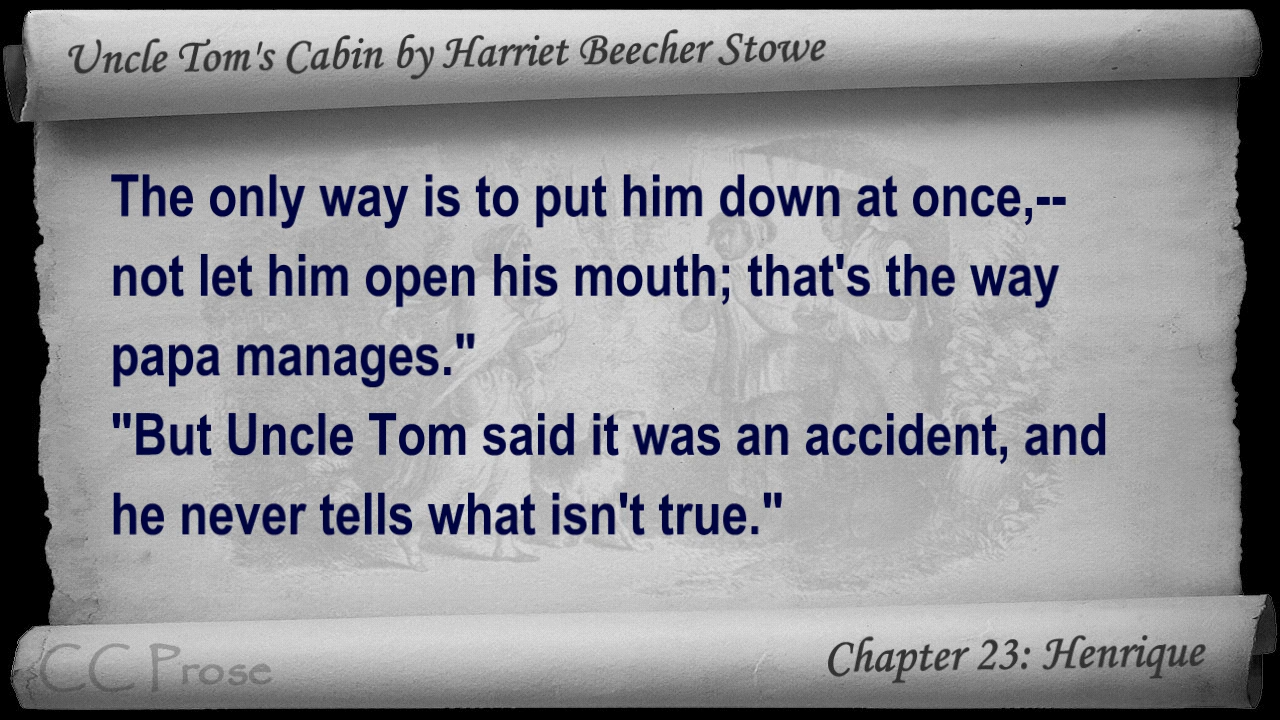 Uncle Tom's Cabin by Harriet Beecher Stowe
The only way is to put him down at once,--
not let him open his mouth; that's the way
papa manages."
"But Uncle Tom said it was an accident, and
he never tells what isn't true."
CC Prose
Chapter 23: Henrique